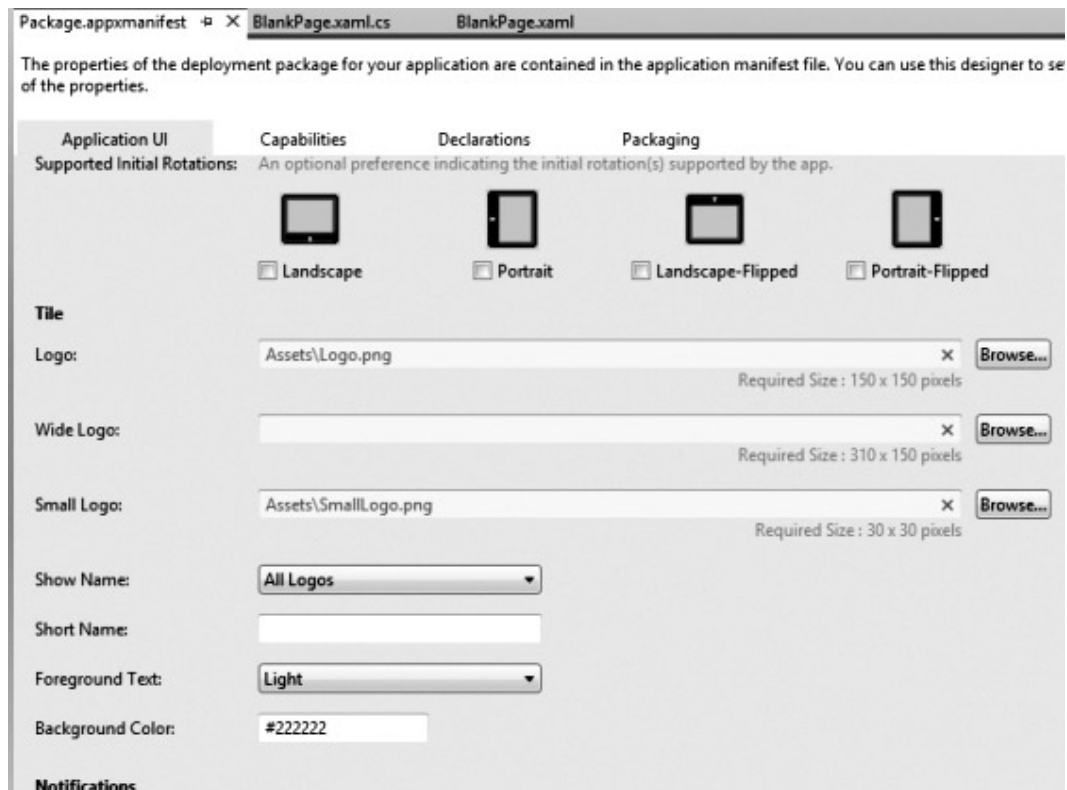 Package.appxmanifest BlankPage.xaml.cs BlankPage.xaml
The properties of the deployment package for your application are contained in the application manifest file. You can use this designer to se
of the properties.
Application UI Capabilities Declarations Packaging
Supported Initial Rotations: An optional preference indicating the initial rotation(s) supported by the app.
Landscape Portrait Landscape-Flipped Portrait-Flipped
Tile
Logo: Assets\Logo.png × Browse...
Required Size : 150 x 150 pixels
Wide Logo: × Browse...
Required Size : 310 x 150 pixels
Small Logo: Assets\SmallLogo.png × Browse...
Required Size : 30 x 30 pixels
Show Name: All Logos
Short Name:
Foreground Text: Light
Background Color: #222222
Notifications